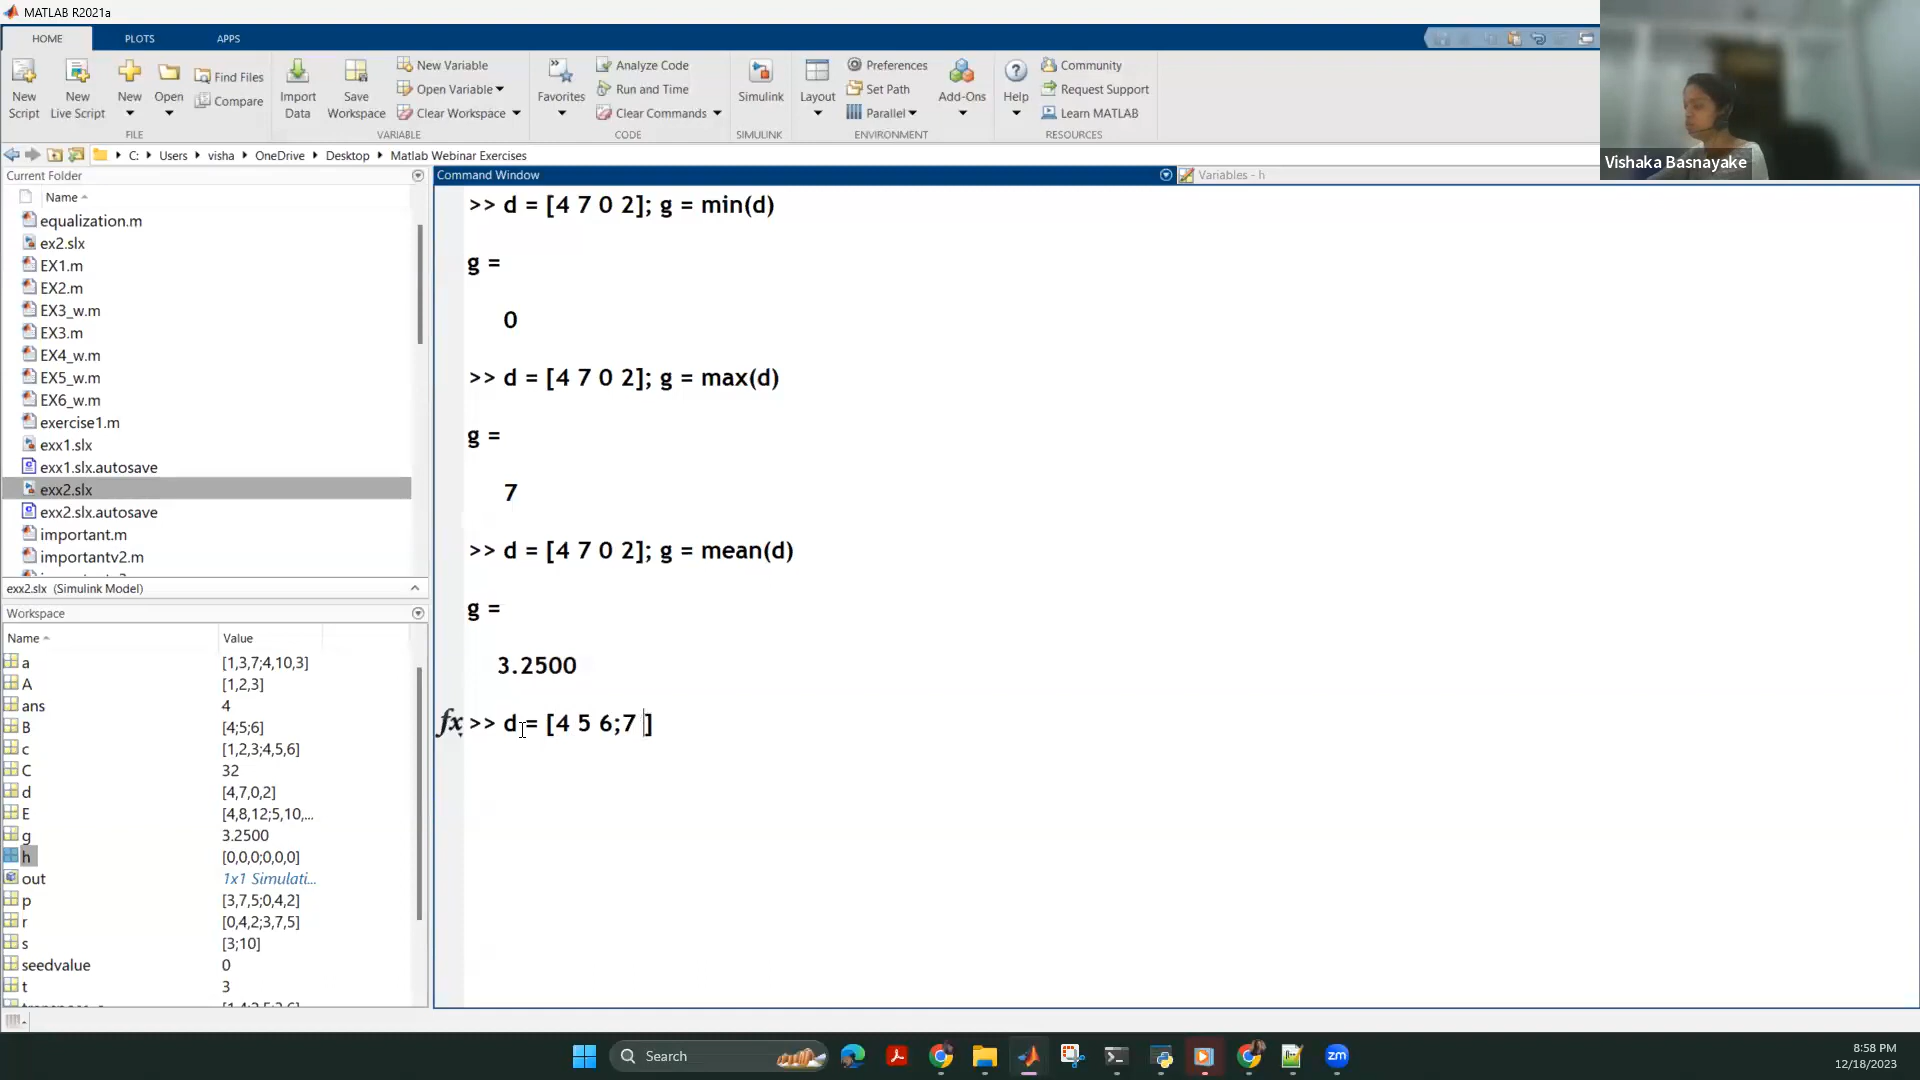 MATLAB R2021a
HOME PLOTS APPS
New Script
New Live Script
New
Open
Find Files
Compare
FILE
Import Data
Save Workspace
New Variable
Open Variable
Clear Workspace
VARIABLE
Favorites
Analyze Code
Run and Time
Clear Commands
CODE
Simulink
SIMULINK
Layout
Preferences
Set Path
Parallel
ENVIRONMENT
Add-Ons
Help
Community
Request Support
Learn MATLAB
RESOURCES
Vishaka Basnayake
C: Users visha OneDrive Desktop Matlab Webinar Exercises
Current Folder
Name
equalization.m
ex2.slx
EX1.m
EX2.m
EX3_w.m
EX3.m
EX4_w.m
EX5_w.m
EX6_w.m
exercise1.m
exx1.slx
exx1.slx.autosave
exx2.slx
exx2.slx.autosave
important.m
importantv2.m
exx2.slx (Simulink Model)
Workspace
Name Value
a [1,3,7;4,10,3]
A [1,2,3]
ans 4
B [4;5;6]
c [1,2,3;4,5,6]
C 32
d [4,7,0,2]
E [4,8,12;5,10,...
g 3.2500
h [0,0,0;0,0,0]
out 1x1 Simulati...
p [3,7,5;0,4,2]
r [0,4,2;3,7,5]
s [3;10]
seedvalue 0
t 3
Command Window
Variables - h
>> d = [4 7 0 2]; g = min(d)
g =
0
>> d = [4 7 0 2]; g = max(d)
g =
7
>> d = [4 7 0 2]; g = mean(d)
g =
3.2500
fx >> d = [4 5 6;7 ]
Search
zm
8:58 PM
12/18/2023